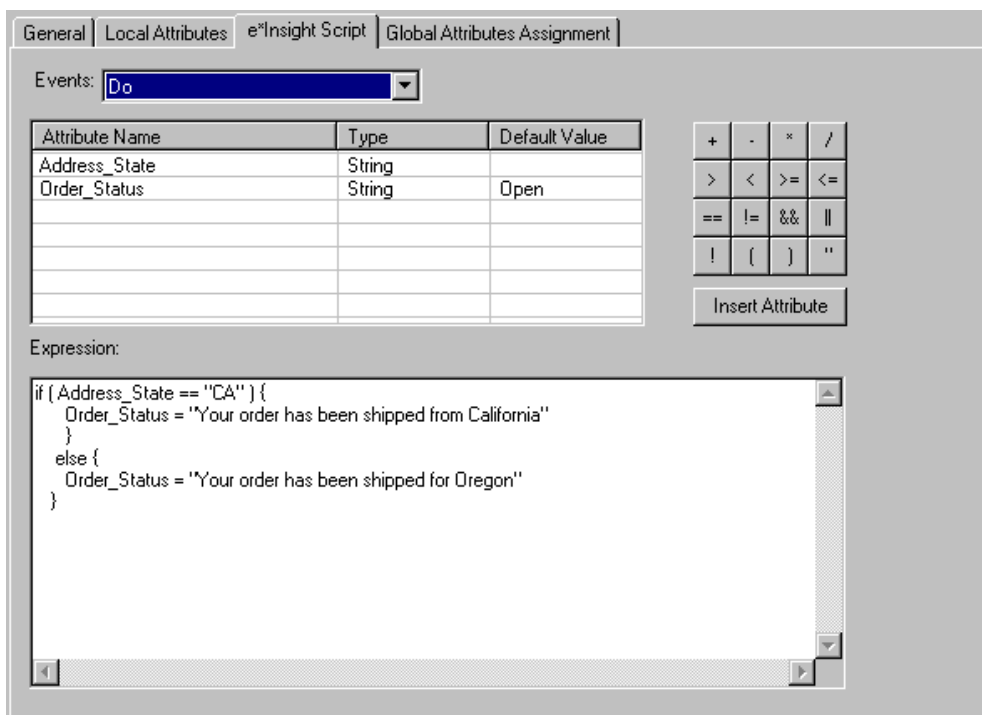 General Local Attributes e*Insight Script Global Attributes Assignment
Events: Do
Attribute Name Type Default Value
Address_State String
Order_Status String Open
+ - * /
> < >= <=
== != && ||
! ( ) "
Insert Attribute
Expression:
if ( Address_State == "CA" ) {
Order_Status = "Your order has been shipped from California"
}
else {
Order_Status = "Your order has been shipped for Oregon"
}